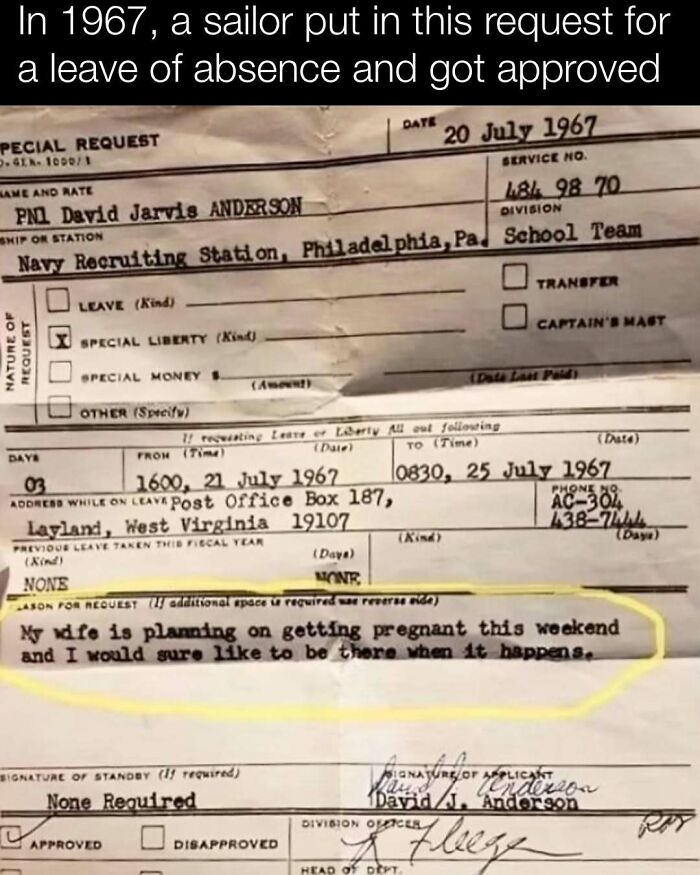 In 1967, a sailor put in this request for
a leave of absence and got approved
PECIAL REQUEST
DATE 20 July 1967
SERVICE NO.
AME AND RATE
484 98 70
PN1 David Jarvis ANDERSON
DIVISION
SHIP OR STATION
Navy Recruiting Station, Philadelphia, Pa. School Team
NATURE OF
REQUEST
LEAVE (Kind)
TRANSFER
X SPECIAL LIBERTY (Kind)
CAPTAIN'S MAST
SPECIAL MONEY $
(Amount)
(Date Last Paid)
OTHER (Specify)
If requesting Leave or Liberty fill out following
DAYS
FROM (Time)
(Date)
TO (Time)
(Date)
03
1600, 21 July 1967
0830, 25 July 1967
ADDRESS WHILE ON LEAVE Post Office Box 187,
PHONE NO.
AC-304
Layland, West Virginia 19107
438-7444
PREVIOUS LEAVE TAKEN THIS FISCAL YEAR
(Kind)
(Days)
(Kind)
(Days)
NONE
NONE
EASON FOR REQUEST (If additional space is required use reverse side)
My wife is planning on getting pregnant this weekend
and I would sure like to be there when it happens.
SIGNATURE OF STANDBY (If required)
SIGNATURE OF APPLICANT
David J. Anderson
None Required
David J. Anderson
DIVISION OFFICER
APPROVED
DISAPPROVED
HEAD OF DEPT.